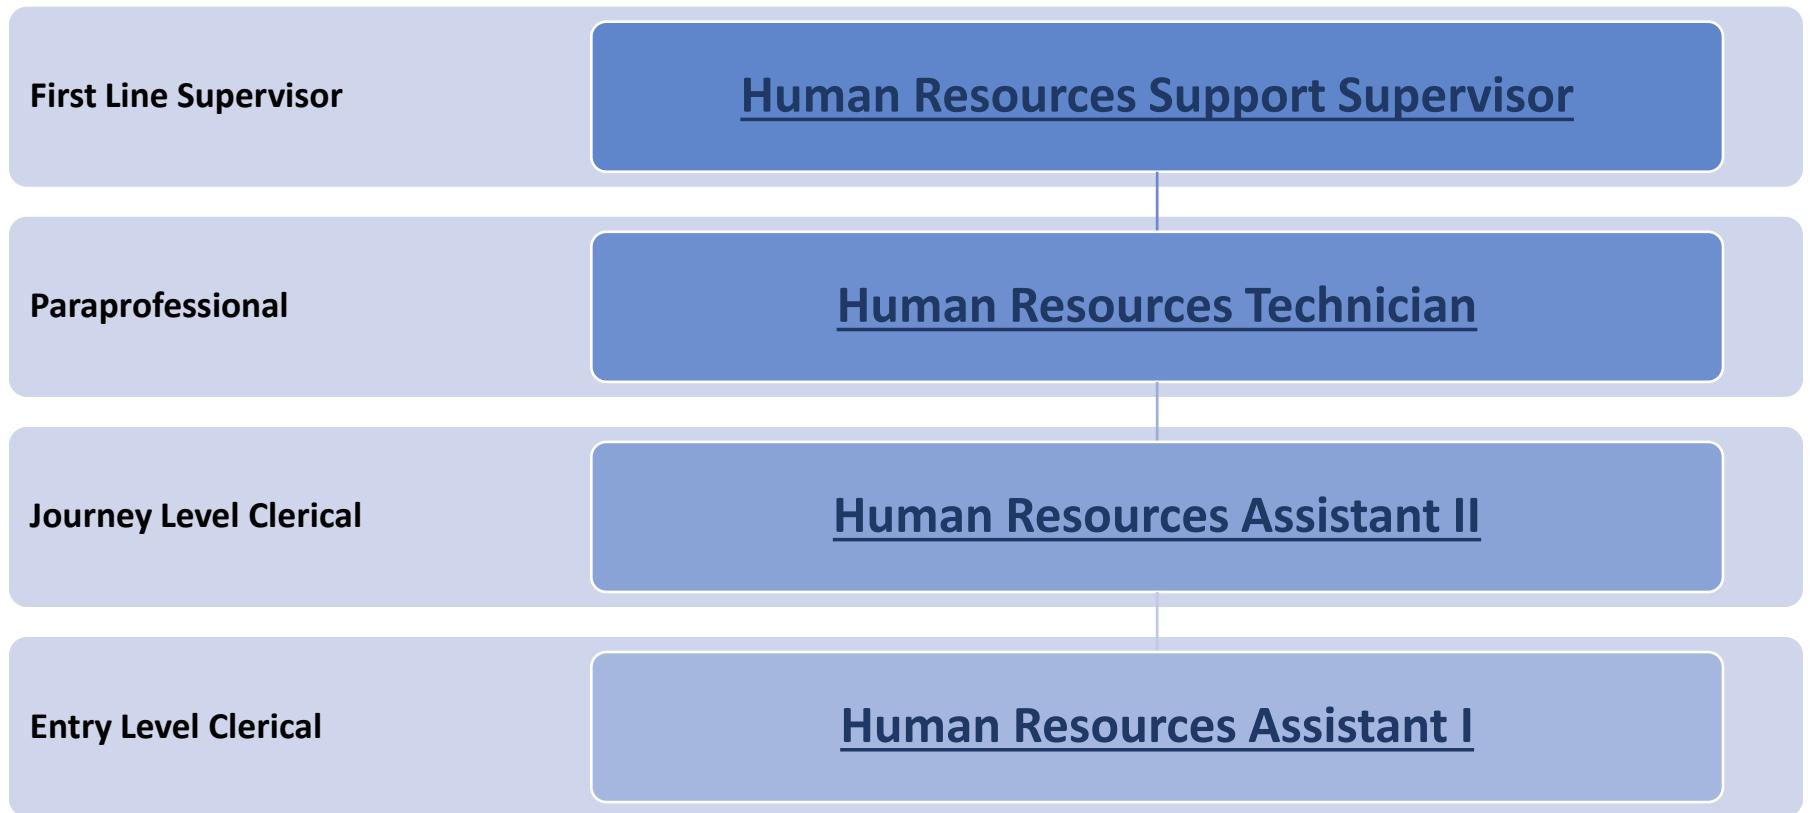 First Line Supervisor
Human Resources Support Supervisor
Paraprofessional
Human Resources Technician
Journey Level Clerical
Human Resources Assistant II
Entry Level Clerical
Human Resources Assistant I